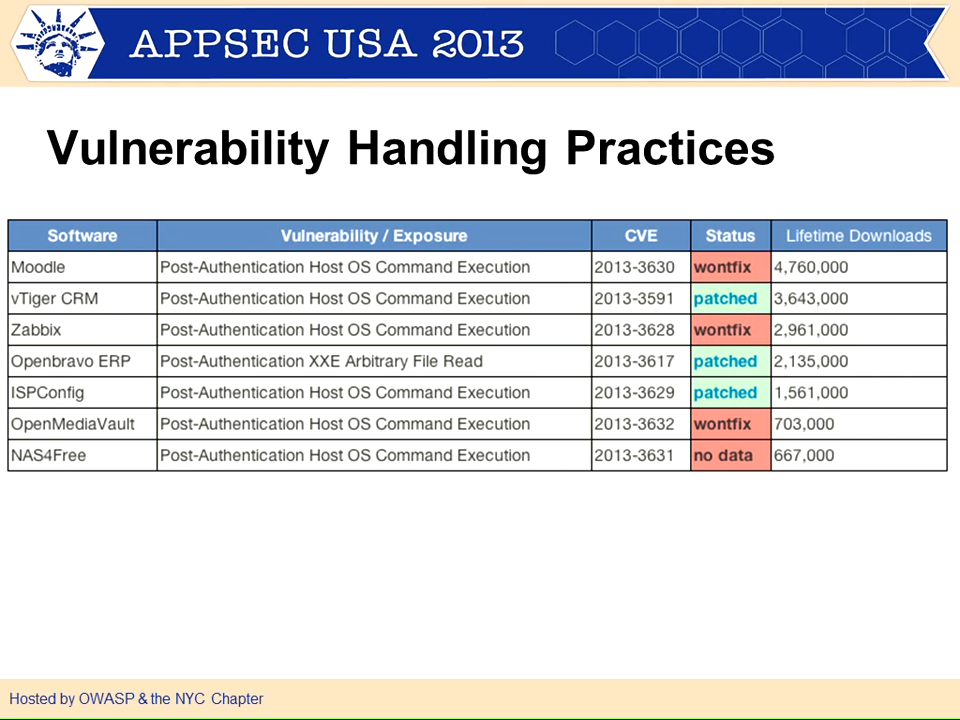 APPSEC USA 2013
Vulnerability Handling Practices
Software Vulnerability / Exposure CVE Status Lifetime Downloads
Moodle Post-Authentication Host OS Command Execution 2013-3630 wontfix 4,760,000
vTiger CRM Post-Authentication Host OS Command Execution 2013-3591 patched 3,643,000
Zabbix Post-Authentication Host OS Command Execution 2013-3628 wontfix 2,961,000
Openbravo ERP Post-Authentication XXE Arbitrary File Read 2013-3617 patched 2,135,000
ISPConfig Post-Authentication Host OS Command Execution 2013-3629 patched 1,561,000
OpenMediaVault Post-Authentication Host OS Command Execution 2013-3632 wontfix 703,000
NAS4Free Post-Authentication Host OS Command Execution 2013-3631 no data 667,000
Hosted by OWASP & the NYC Chapter